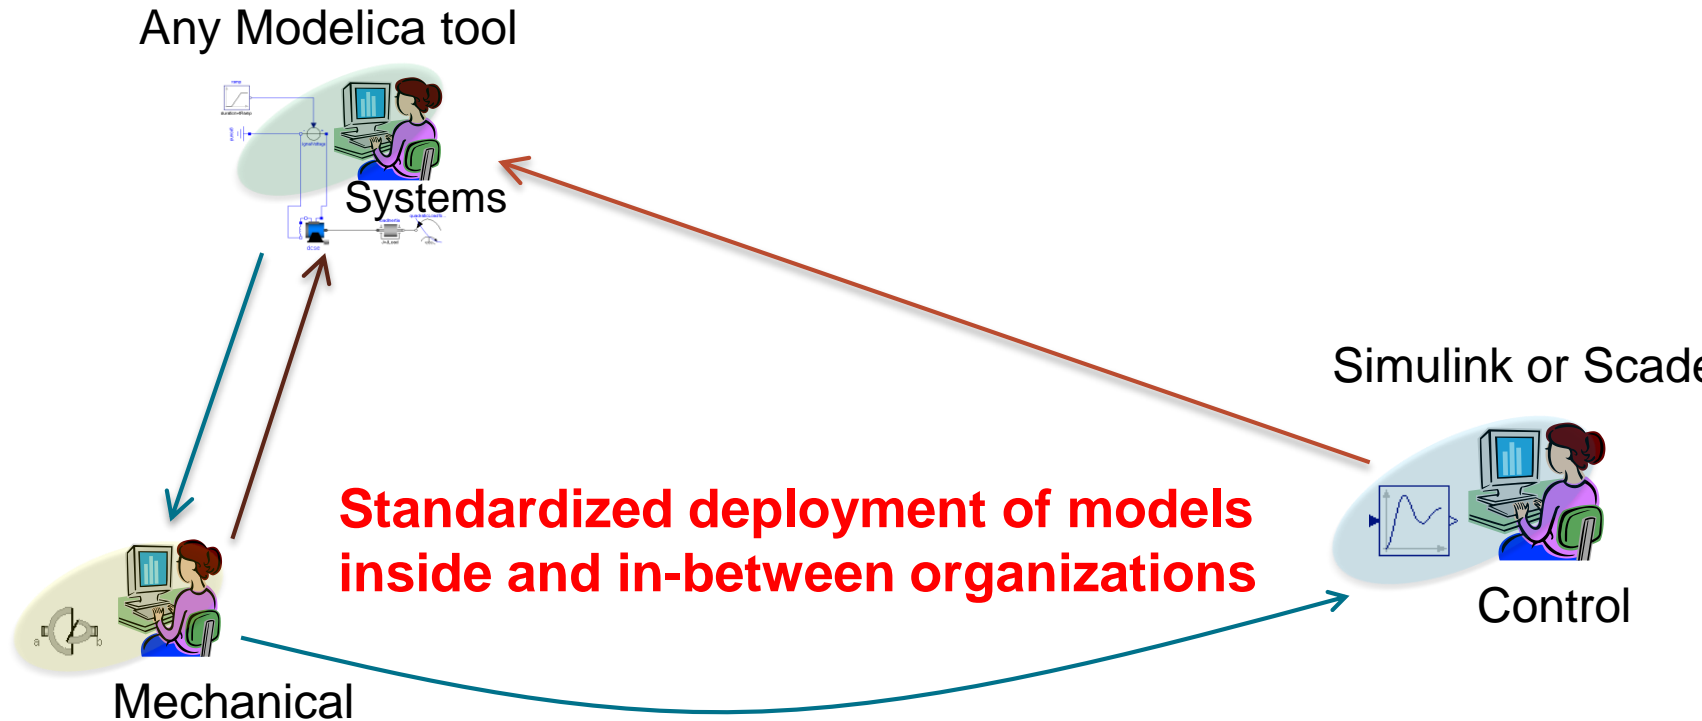 Any Modelica tool
Systems
Simulink or Scade
Standardized deployment of models
inside and in-between organizations
Control
a
b
Mechanical